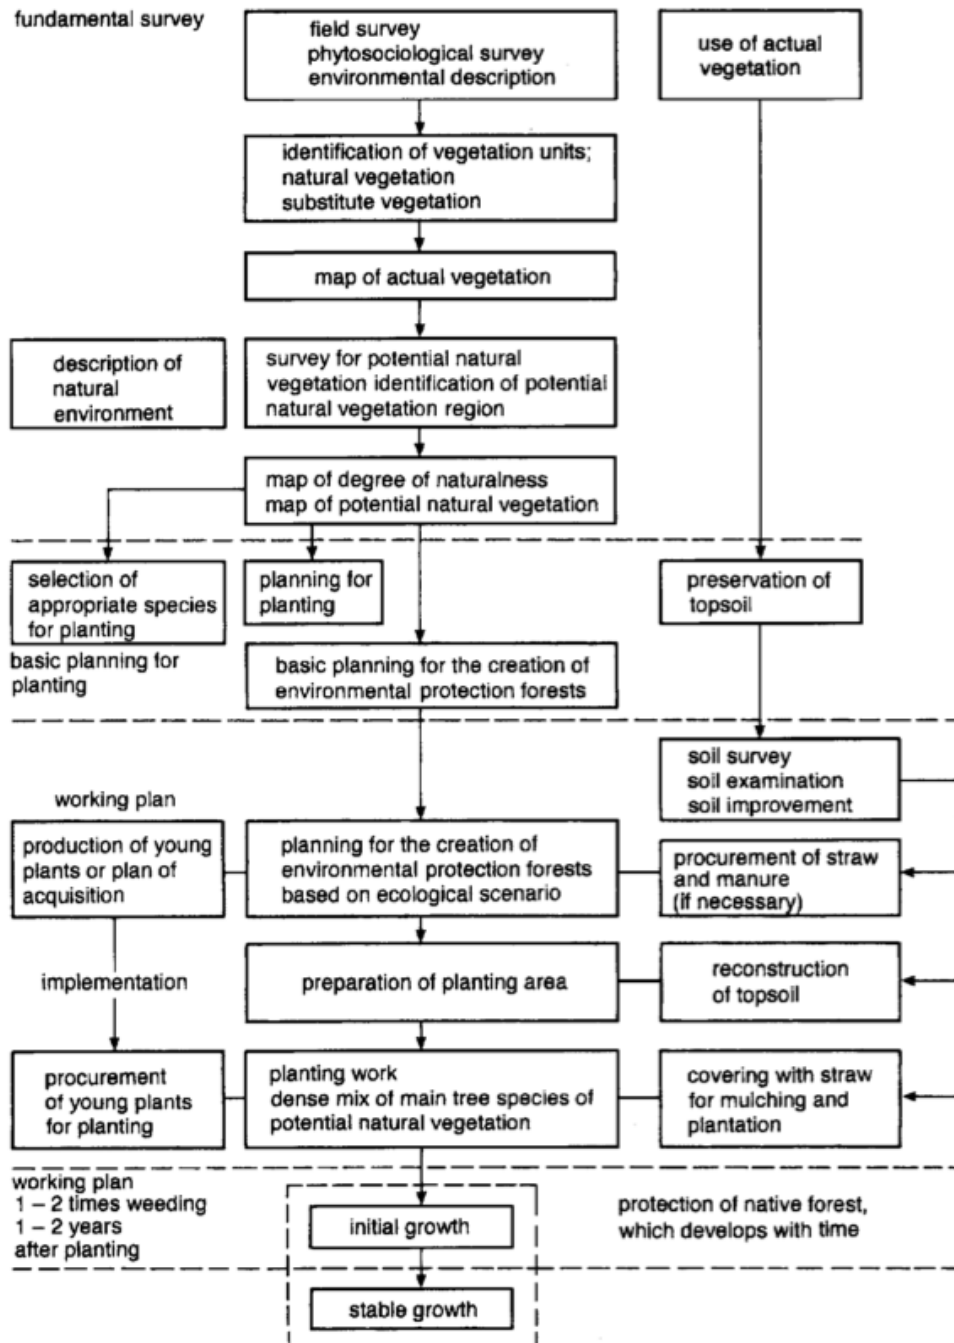 fundamental survey
field survey
phytosociological survey
environmental description
use of actual
vegetation
identification of vegetation units;
natural vegetation
substitute vegetation
map of actual vegetation
description of
natural
environment
survey for potential natural
vegetation identification of potential
natural vegetation region
map of degree of naturalness
map of potential natural vegetation
selection of
appropriate species
for planting
planning for
planting
preservation of
topsoil
basic planning for
planting
basic planning for the creation of
environmental protection forests
soil survey
soil examination
soil improvement
working plan
production of young
plants or plan of
acquisition
planning for the creation of
environmental protection forests
based on ecological scenario
procurement of straw
and manure
(if necessary)
implementation
preparation of planting area
reconstruction
of topsoil
procurement
of young plants
for planting
planting work
dense mix of main tree species of
potential natural vegetation
covering with straw
for mulching and
plantation
working plan
1 – 2 times weeding
1 – 2 years
after planting
initial growth
protection of native forest,
which develops with time
stable growth